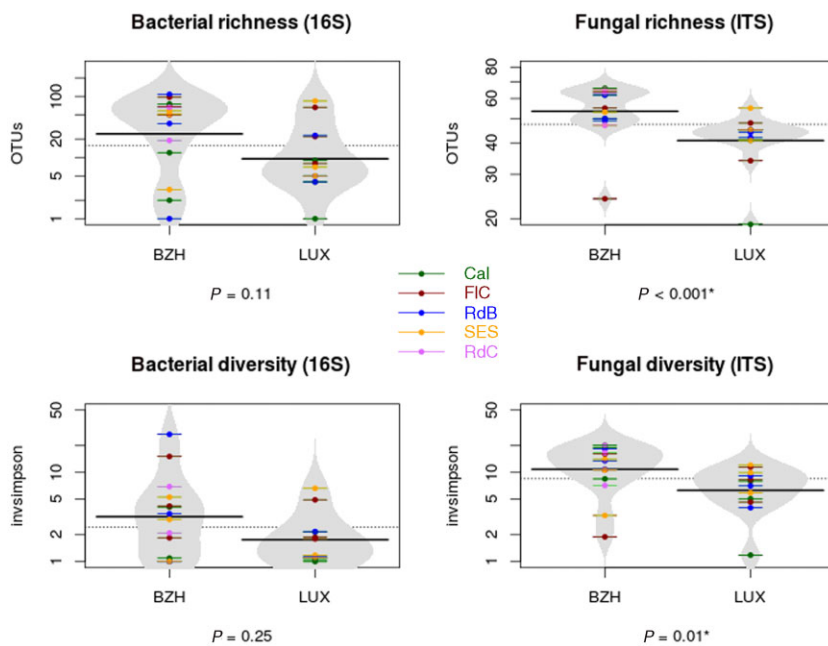 Bacterial richness (16S)
OTUs
100
20
5
1
BZH
LUX
P = 0.11
Fungal richness (ITS)
OTUs
80
60
40
30
20
BZH
LUX
P < 0.001*
Cal
FIC
RdB
SES
RdC
Bacterial diversity (16S)
invsimpson
50
10
5
2
1
BZH
LUX
P = 0.25
Fungal diversity (ITS)
invsimpson
50
10
5
2
1
BZH
LUX
P = 0.01*